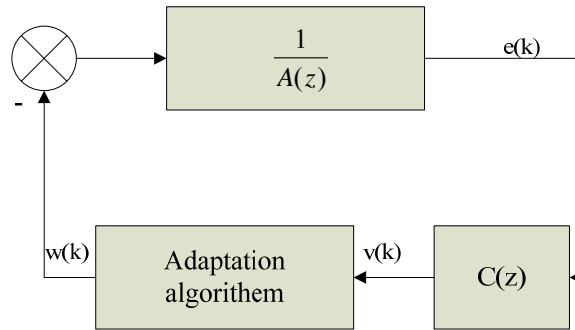 1
A(z)
e(k)
-
w(k)
Adaptation
algorithem
v(k)
C(z)